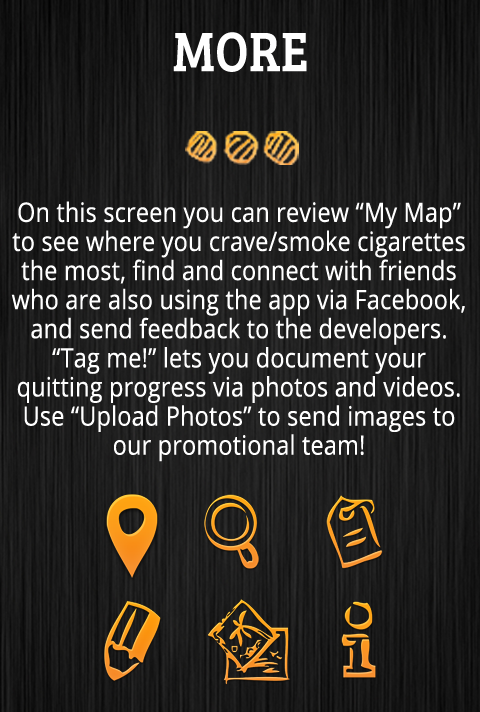 MORE
On this screen you can review “My Map”
to see where you crave/smoke cigarettes
the most, find and connect with friends
who are also using the app via Facebook,
and send feedback to the developers.
“Tag me!” lets you document your
quitting progress via photos and videos.
Use “Upload Photos” to send images to
our promotional team!